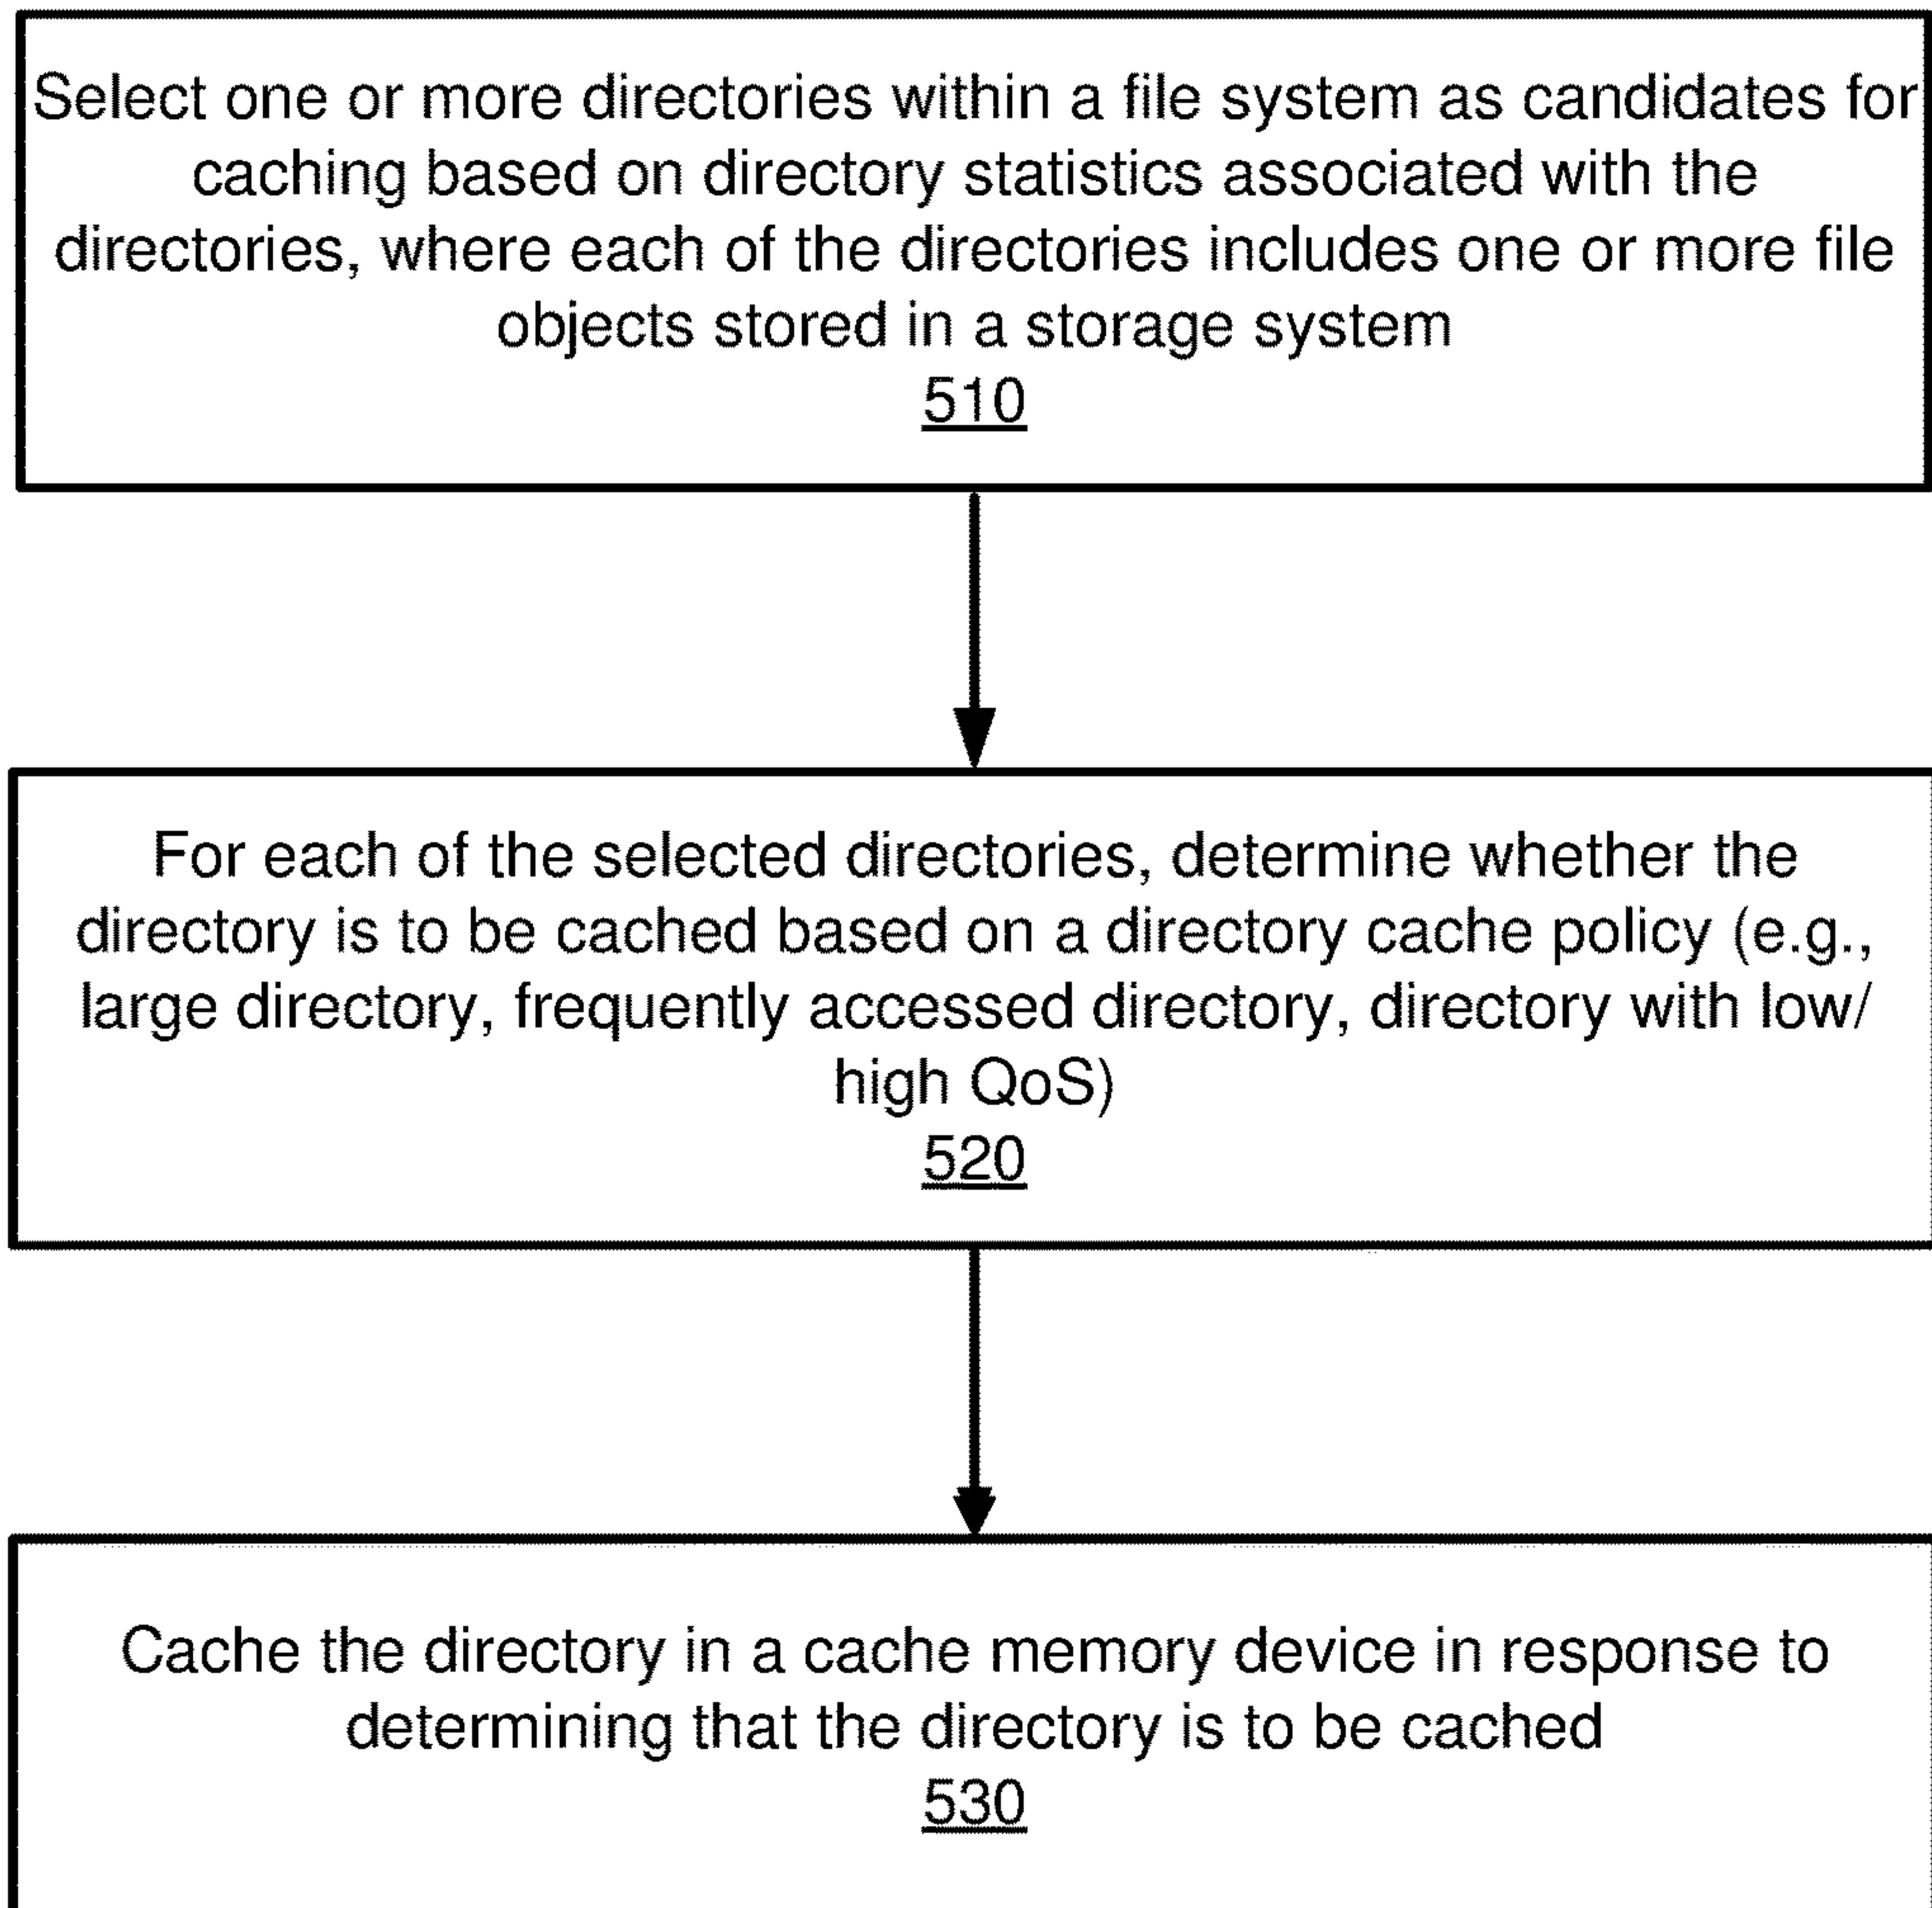 Select one or more directories within a file system as candidates for
caching based on directory statistics associated with the
directories, where each of the directories includes one or more file
objects stored in a storage system
510
For each of the selected directories, determine whether the
directory is to be cached based on a directory cache policy (e.g.,
large directory, frequently accessed directory, directory with low/
high QoS)
520
Cache the directory in a cache memory device in response to
determining that the directory is to be cached
530